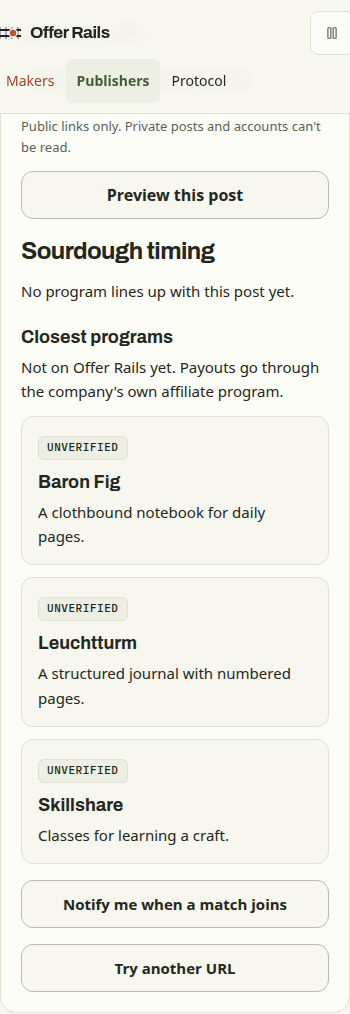 Offer Rails
Makers
Publishers
Protocol
Public links only. Private posts and accounts can't
be read.
Preview this post
Sourdough timing
No program lines up with this post yet.
Closest programs
Not on Offer Rails yet. Payouts go through
the company's own affiliate program.
UNVERIFIED
Baron Fig
A clothbound notebook for daily
pages.
UNVERIFIED
Leuchtturm
A structured journal with numbered
pages.
UNVERIFIED
Skillshare
Classes for learning a craft.
Notify me when a match joins
Try another URL